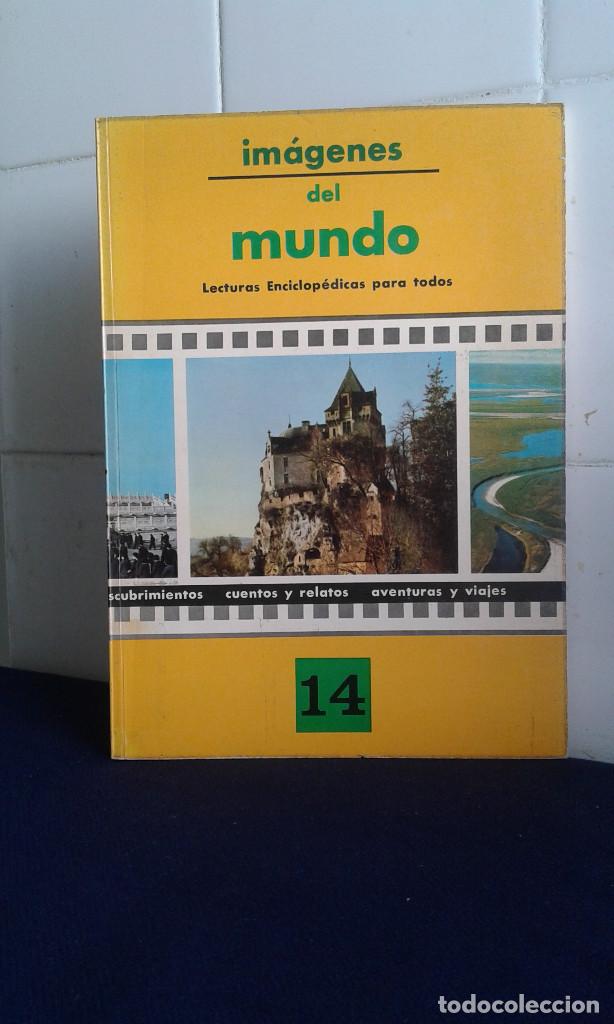 imágenes
del
mundo
Lecturas Enciclopédicas para todos
scubrimientos cuentos y relatos aventuras y viajes
14
todocoleccion